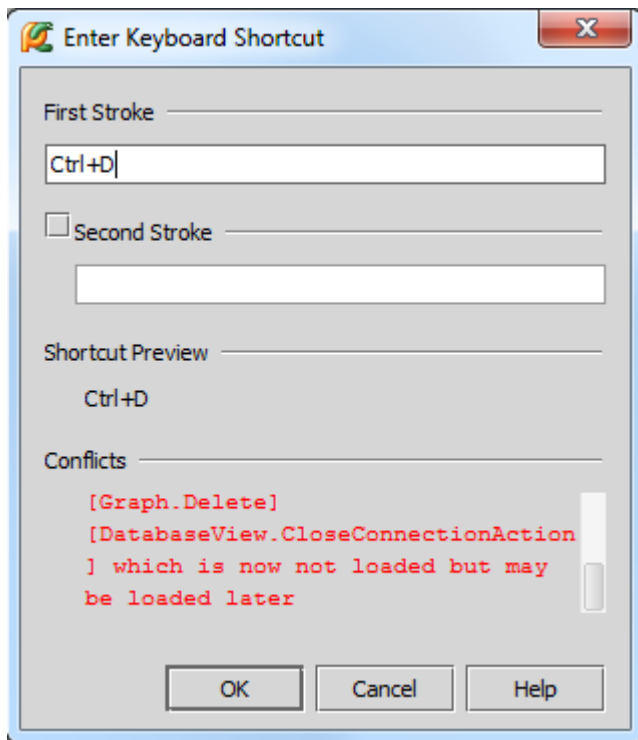 Enter Keyboard Shortcut
First Stroke
Ctrl+D
Second Stroke
Shortcut Preview
Ctrl+D
Conflicts
[Graph.Delete]
[DatabaseView.CloseConnectionAction
] which is now not loaded but may
be loaded later
OK
Cancel
Help